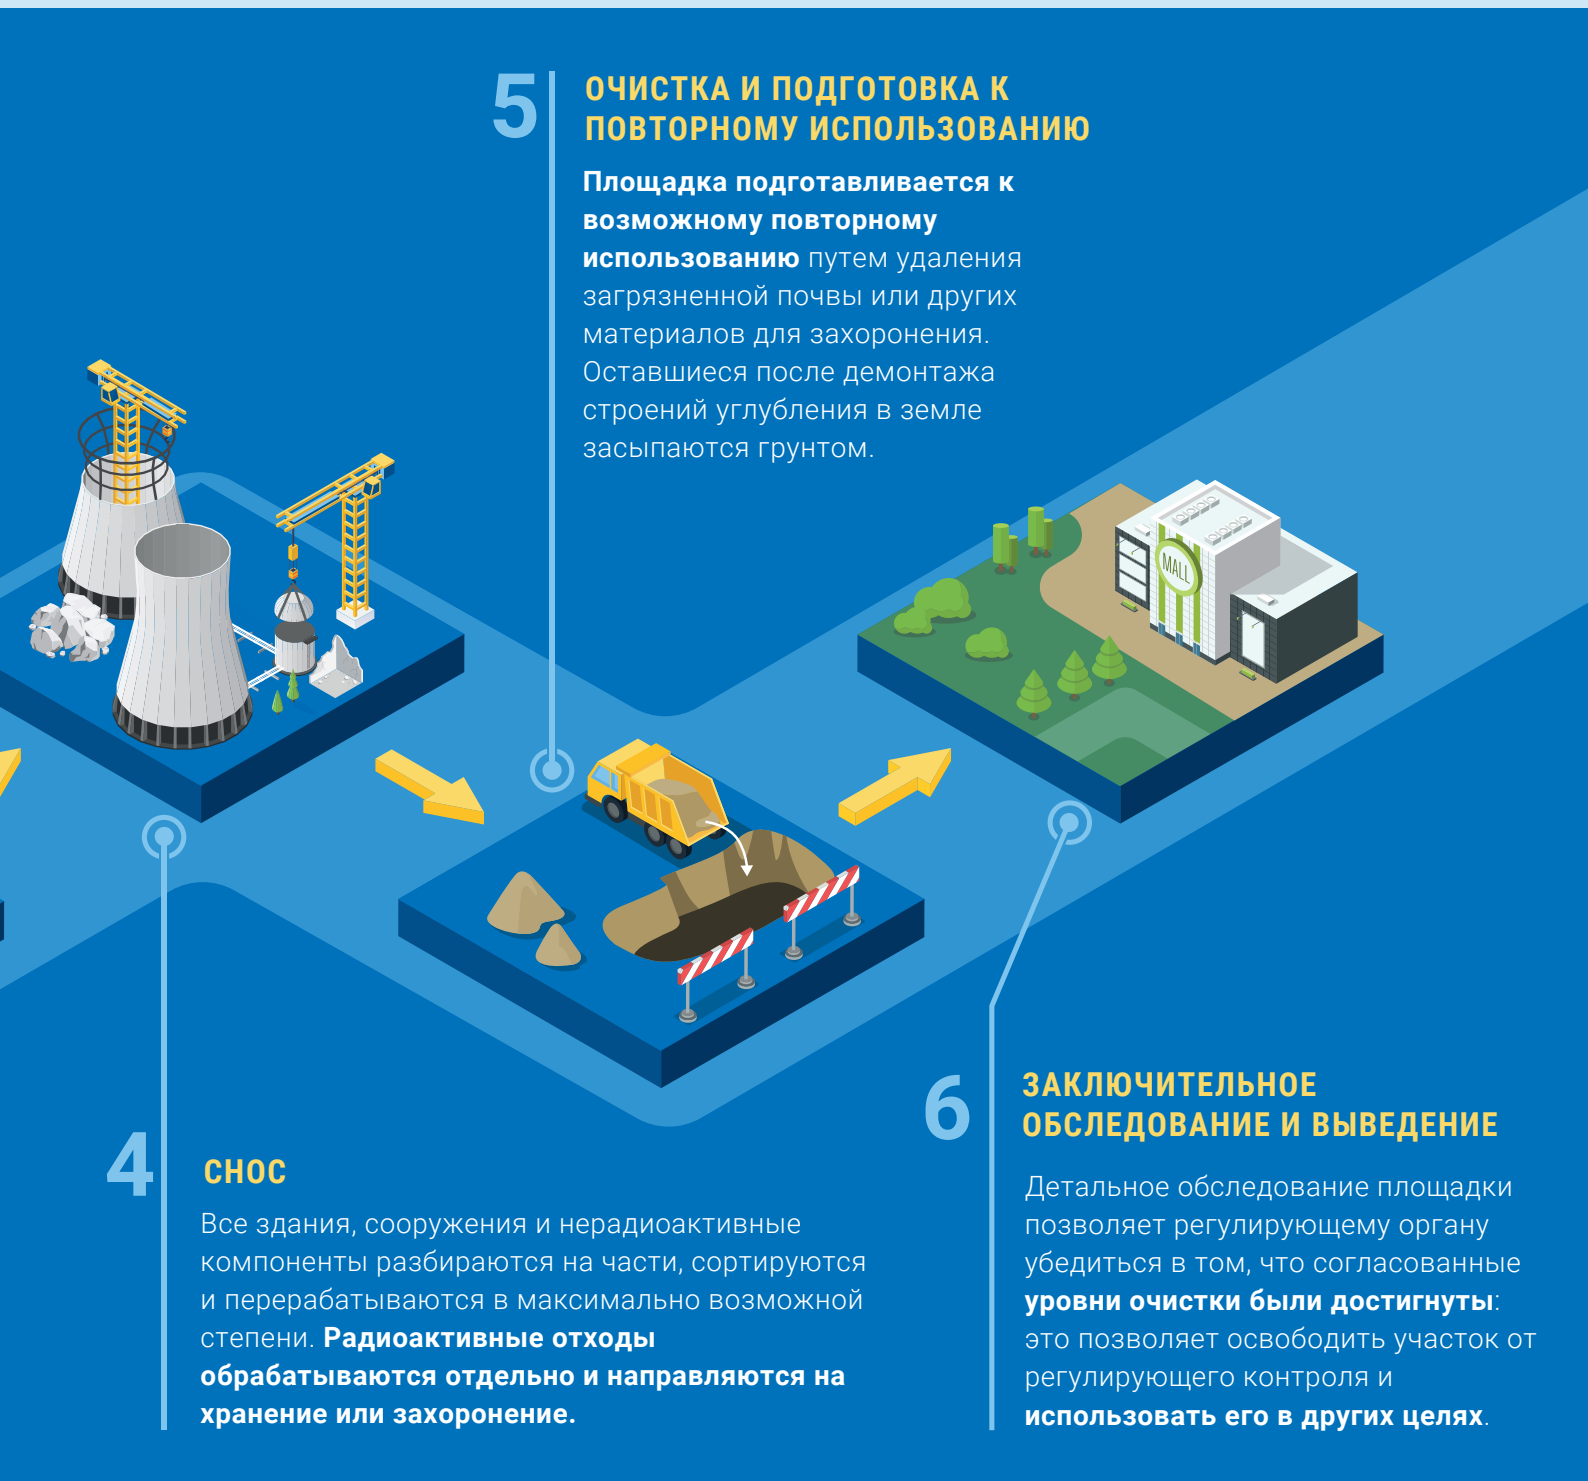 5
ОЧИСТКА И ПОДГОТОВКА К
ПОВТОРНОМУ ИСПОЛЬЗОВАНИЮ
Площадка подготавливается к
возможному повторному
использованию путем удаления
загрязненной почвы или других
материалов для захоронения.
Оставшиеся после демонтажа
строений углубления в земле
засыпаются грунтом.
MALL
4
СНОС
Все здания, сооружения и нерадиоактивные
компоненты разбираются на части, сортируются
и перерабатываются в максимально возможной
степени. Радиоактивные отходы
обрабатываются отдельно и направляются на
хранение или захоронение.
6
ЗАКЛЮЧИТЕЛЬНОЕ
ОБСЛЕДОВАНИЕ И ВЫВЕДЕНИЕ
Детальное обследование площадки
позволяет регулирующему органу
убедиться в том, что согласованные
уровни очистки были достигнуты:
это позволяет освободить участок от
регулирующего контроля и
использовать его в других целях.